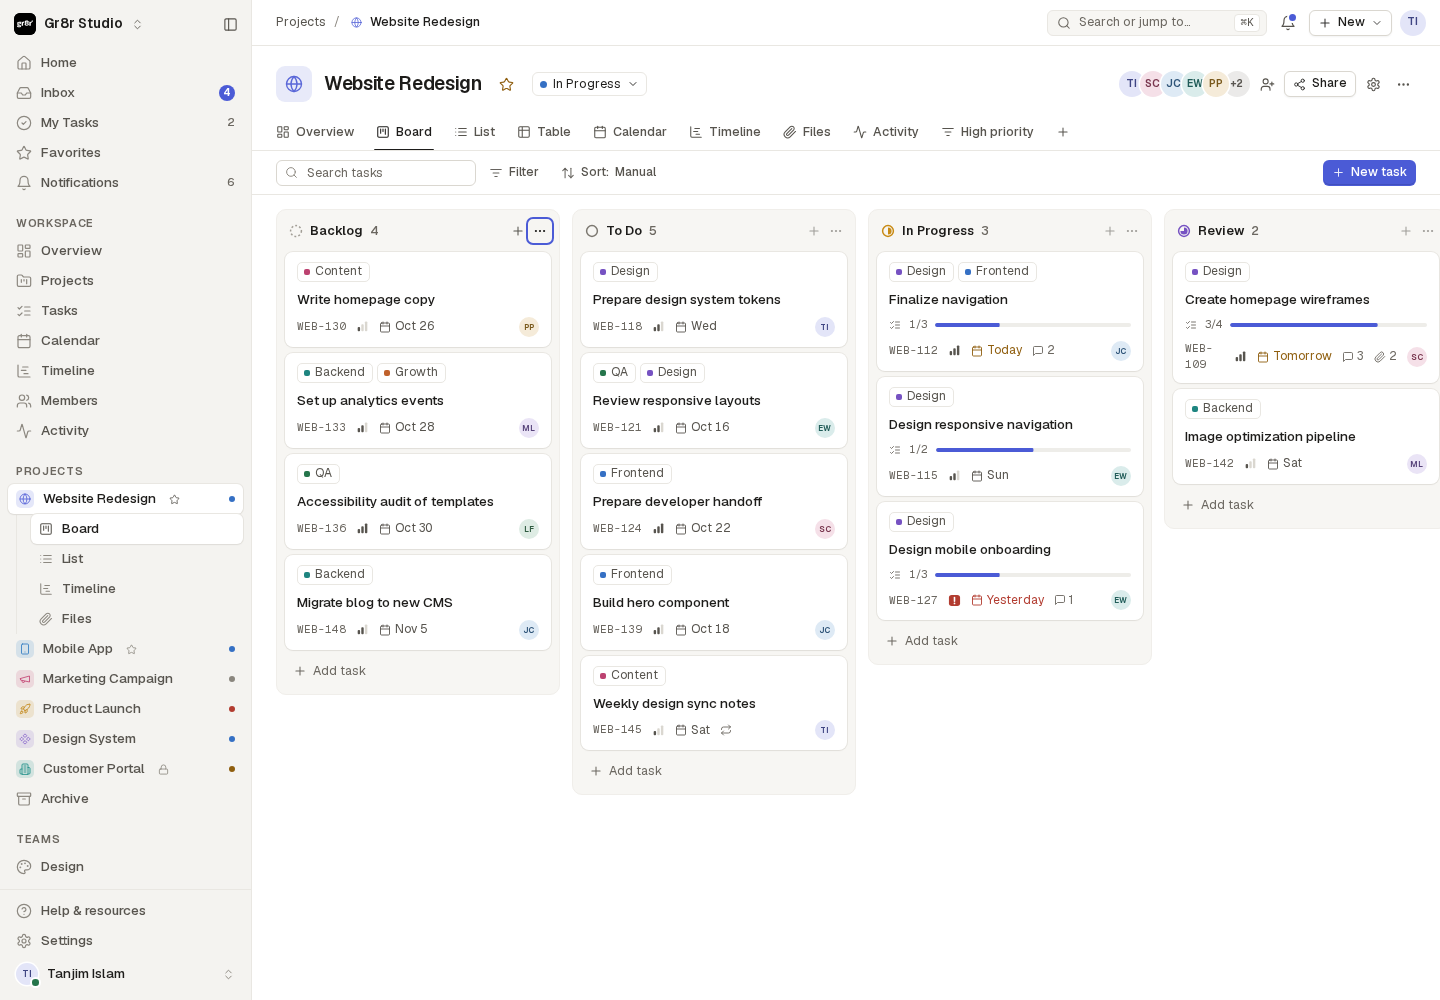 gr8r Gr8r Studio
Home
Inbox 4
My Tasks 2
Favorites
Notifications 6
WORKSPACE
Overview
Projects
Tasks
Calendar
Timeline
Members
Activity
PROJECTS
Website Redesign
Board
List
Timeline
Files
Mobile App
Marketing Campaign
Product Launch
Design System
Customer Portal
Archive
TEAMS
Design
Help & resources
Settings
TI Tanjim Islam
Projects / Website Redesign
Search or jump to... ⌘K
New
TI
Website Redesign
In Progress
TI SC JC EW PP +2
Share
Overview Board List Table Calendar Timeline Files Activity High priority
Search tasks Filter Sort: Manual
New task
Backlog 4
Content
Write homepage copy
WEB-130 Oct 26 PP
Backend Growth
Set up analytics events
WEB-133 Oct 28 ML
QA
Accessibility audit of templates
WEB-136 Oct 30 LF
Backend
Migrate blog to new CMS
WEB-148 Nov 5 JC
Add task
To Do 5
Design
Prepare design system tokens
WEB-118 Wed TI
QA Design
Review responsive layouts
WEB-121 Oct 16 EW
Frontend
Prepare developer handoff
WEB-124 Oct 22 SC
Frontend
Build hero component
WEB-139 Oct 18 JC
Content
Weekly design sync notes
WEB-145 Sat TI
Add task
In Progress 3
Design Frontend
Finalize navigation
1/3
WEB-112 Today 2 JC
Design
Design responsive navigation
1/2
WEB-115 Sun EW
Design
Design mobile onboarding
1/3
WEB-127 ! Yesterday 1 EW
Add task
Review 2
Design
Create homepage wireframes
3/4
WEB-
109 Tomorrow 3 2 SC
Backend
Image optimization pipeline
WEB-142 Sat ML
Add task